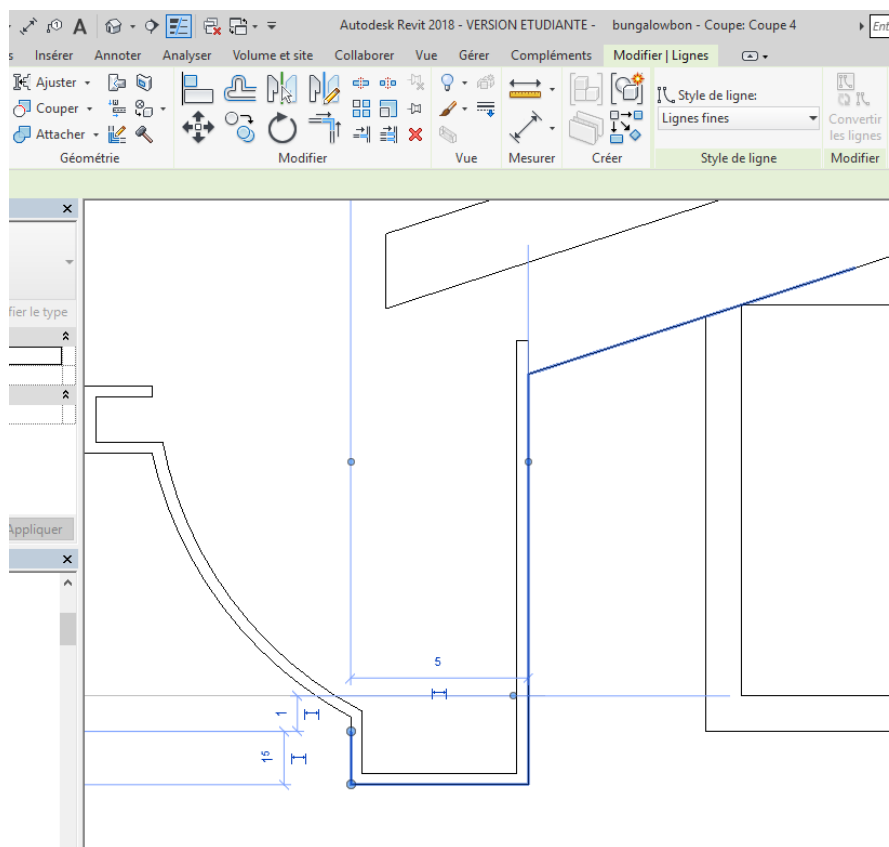 Autodesk Revit 2018 - VERSION ETUDIANTE - bungalowbon - Coupe: Coupe 4
Ent
s Insérer Annoter Analyser Volume et site Collaborer Vue Gérer Compléments Modifier | Lignes
Ajuster
Couper
Attacher
Style de ligne:
Lignes fines
Convertir
les lignes
Géométrie Modifier Vue Mesurer Créer Style de ligne Modifier
fier le type
Appliquer
5
1
15